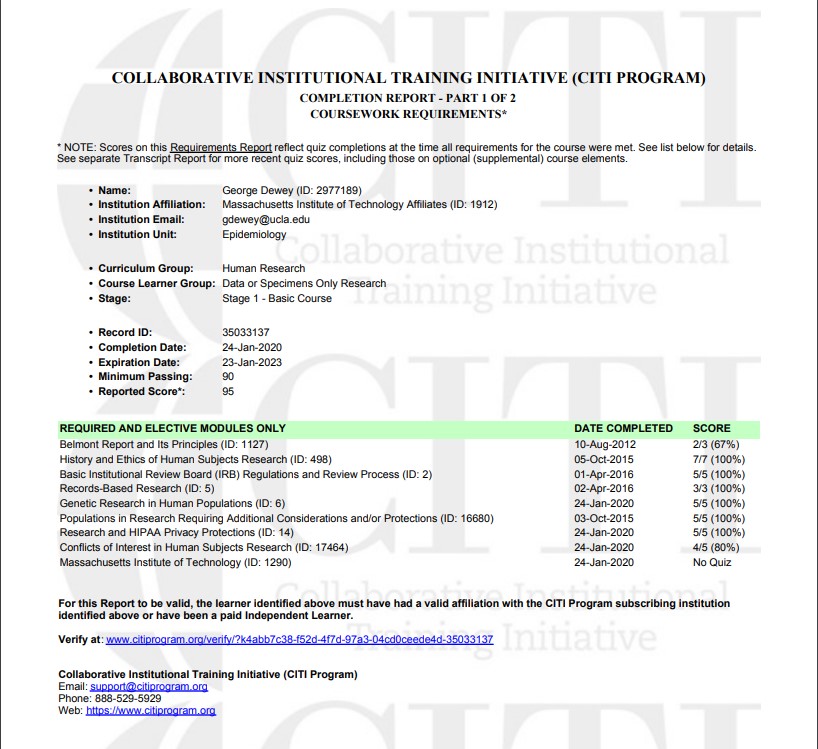 COLLABORATIVE INSTITUTIONAL TRAINING INITIATIVE (CITI PROGRAM)
COMPLETION REPORT - PART 1 OF 2
COURSEWORK REQUIREMENTS*
* NOTE: Scores on this Requirements Report reflect quiz completions at the time all requirements for the course were met. See list below for details.
See separate Transcript Report for more recent quiz scores, including those on optional (supplemental) course elements.
• Name: George Dewey (ID: 2977189)
• Institution Affiliation: Massachusetts Institute of Technology Affiliates (ID: 1912)
• Institution Email: gdewey@ucla.edu
• Institution Unit: Epidemiology
• Curriculum Group: Human Research
• Course Learner Group: Data or Specimens Only Research
• Stage: Stage 1 - Basic Course
• Record ID: 35033137
• Completion Date: 24-Jan-2020
• Expiration Date: 23-Jan-2023
• Minimum Passing: 90
• Reported Score*: 95
REQUIRED AND ELECTIVE MODULES ONLY DATE COMPLETED SCORE
Belmont Report and Its Principles (ID: 1127) 10-Aug-2012 2/3 (67%)
History and Ethics of Human Subjects Research (ID: 498) 05-Oct-2015 7/7 (100%)
Basic Institutional Review Board (IRB) Regulations and Review Process (ID: 2) 01-Apr-2016 5/5 (100%)
Records-Based Research (ID: 5) 02-Apr-2016 3/3 (100%)
Genetic Research in Human Populations (ID: 6) 24-Jan-2020 5/5 (100%)
Populations in Research Requiring Additional Considerations and/or Protections (ID: 16680) 03-Oct-2015 5/5 (100%)
Research and HIPAA Privacy Protections (ID: 14) 24-Jan-2020 5/5 (100%)
Conflicts of Interest in Human Subjects Research (ID: 17464) 24-Jan-2020 4/5 (80%)
Massachusetts Institute of Technology (ID: 1290) 24-Jan-2020 No Quiz
For this Report to be valid, the learner identified above must have had a valid affiliation with the CITI Program subscribing institution
identified above or have been a paid Independent Learner.
Verify at: www.citiprogram.org/verify/?k4abb7c38-f52d-4f7d-97a3-04cd0ceede4d-35033137
Collaborative Institutional Training Initiative (CITI Program)
Email: support@citiprogram.org
Phone: 888-529-5929
Web: https://www.citiprogram.org
CITI
Collaborative Institutional
Training Initiative
CITI
Collaborative Institutional
Training Initiative
CITI